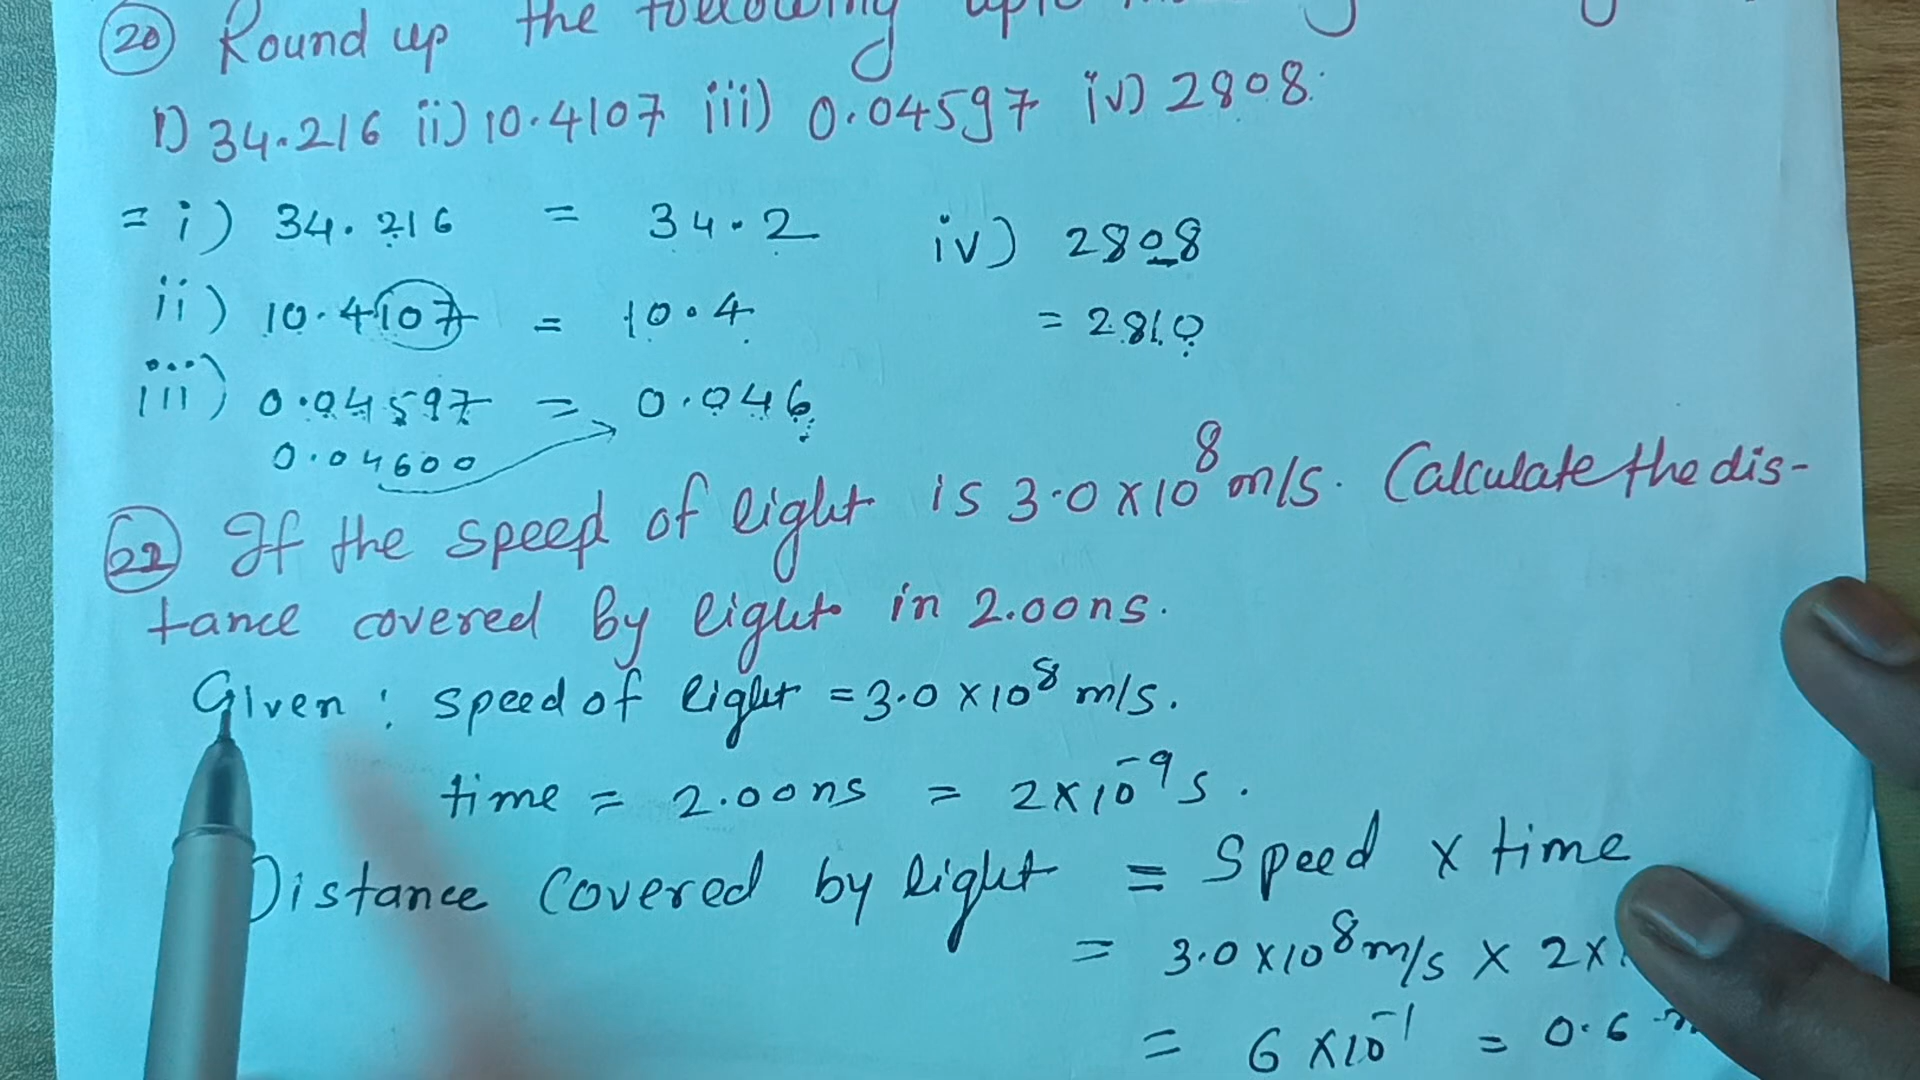 (20) Round up the following upto
i) 34.216 ii) 10.4107 iii) 0.04597 iv) 2808.
= i) 34.216 = 34.2
ii) 10.4107 = 10.4
iii) 0.04597 = 0.046
0.04600
iv) 2808
= 2810
(22) If the speed of light is 3.0 x 10⁸ m/s. Calculate the dis-
tance covered by light in 2.00ns.
Given : speed of light = 3.0 x 10⁸ m/s.
time = 2.00ns = 2 x 10⁻⁹ s.
Distance covered by light = Speed x time
= 3.0 x 10⁸ m/s x 2 x
= 6 x 10⁻¹ = 0.6